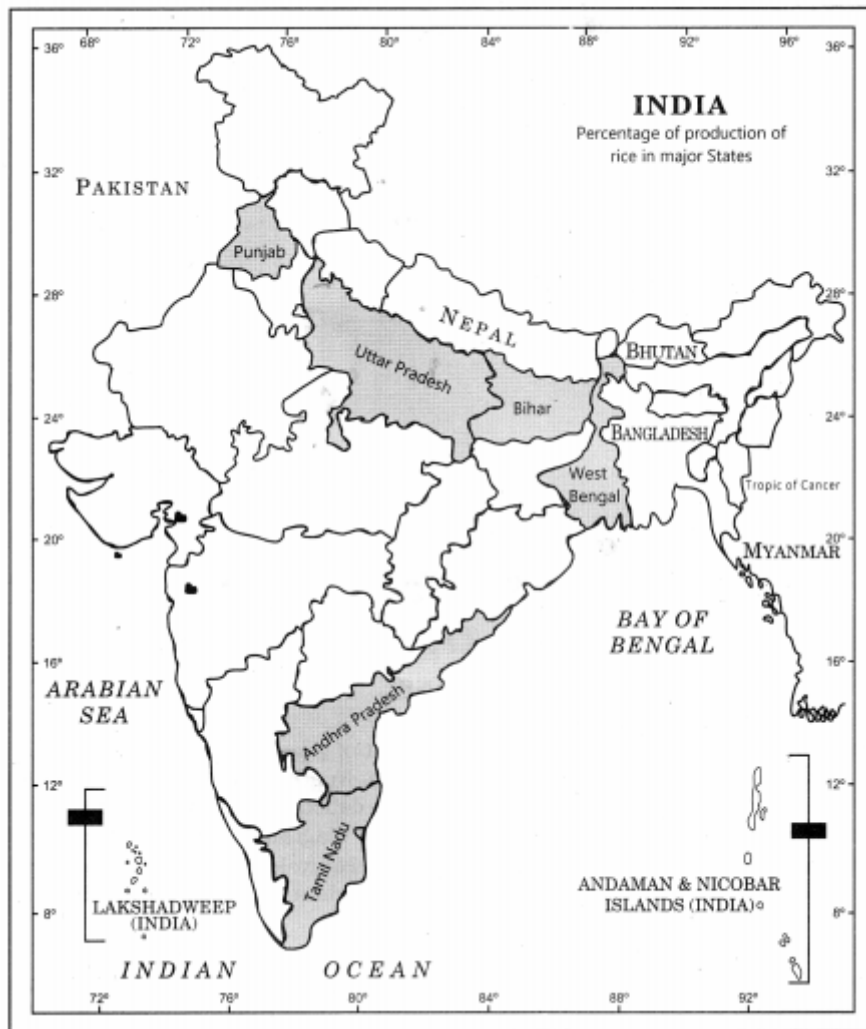 68° 72° 76° 80° 84° 88° 92° 96°
36° 36°
INDIA
Percentage of production of
rice in major States
32° 32°
PAKISTAN
Punjab
28° 28°
NEPAL
BHUTAN
Uttar Pradesh
Bihar
24° 24°
BANGLADESH
West
Bengal
Tropic of Cancer
20° 20°
MYANMAR
BAY OF
BENGAL
16° 16°
ARABIAN
SEA
Andhra Pradesh
12° 12°
Tamil Nadu
ANDAMAN & NICOBAR
ISLANDS (INDIA)
LAKSHADWEEP
(INDIA)
8° 8°
INDIAN OCEAN
72° 76° 80° 84° 88° 92°